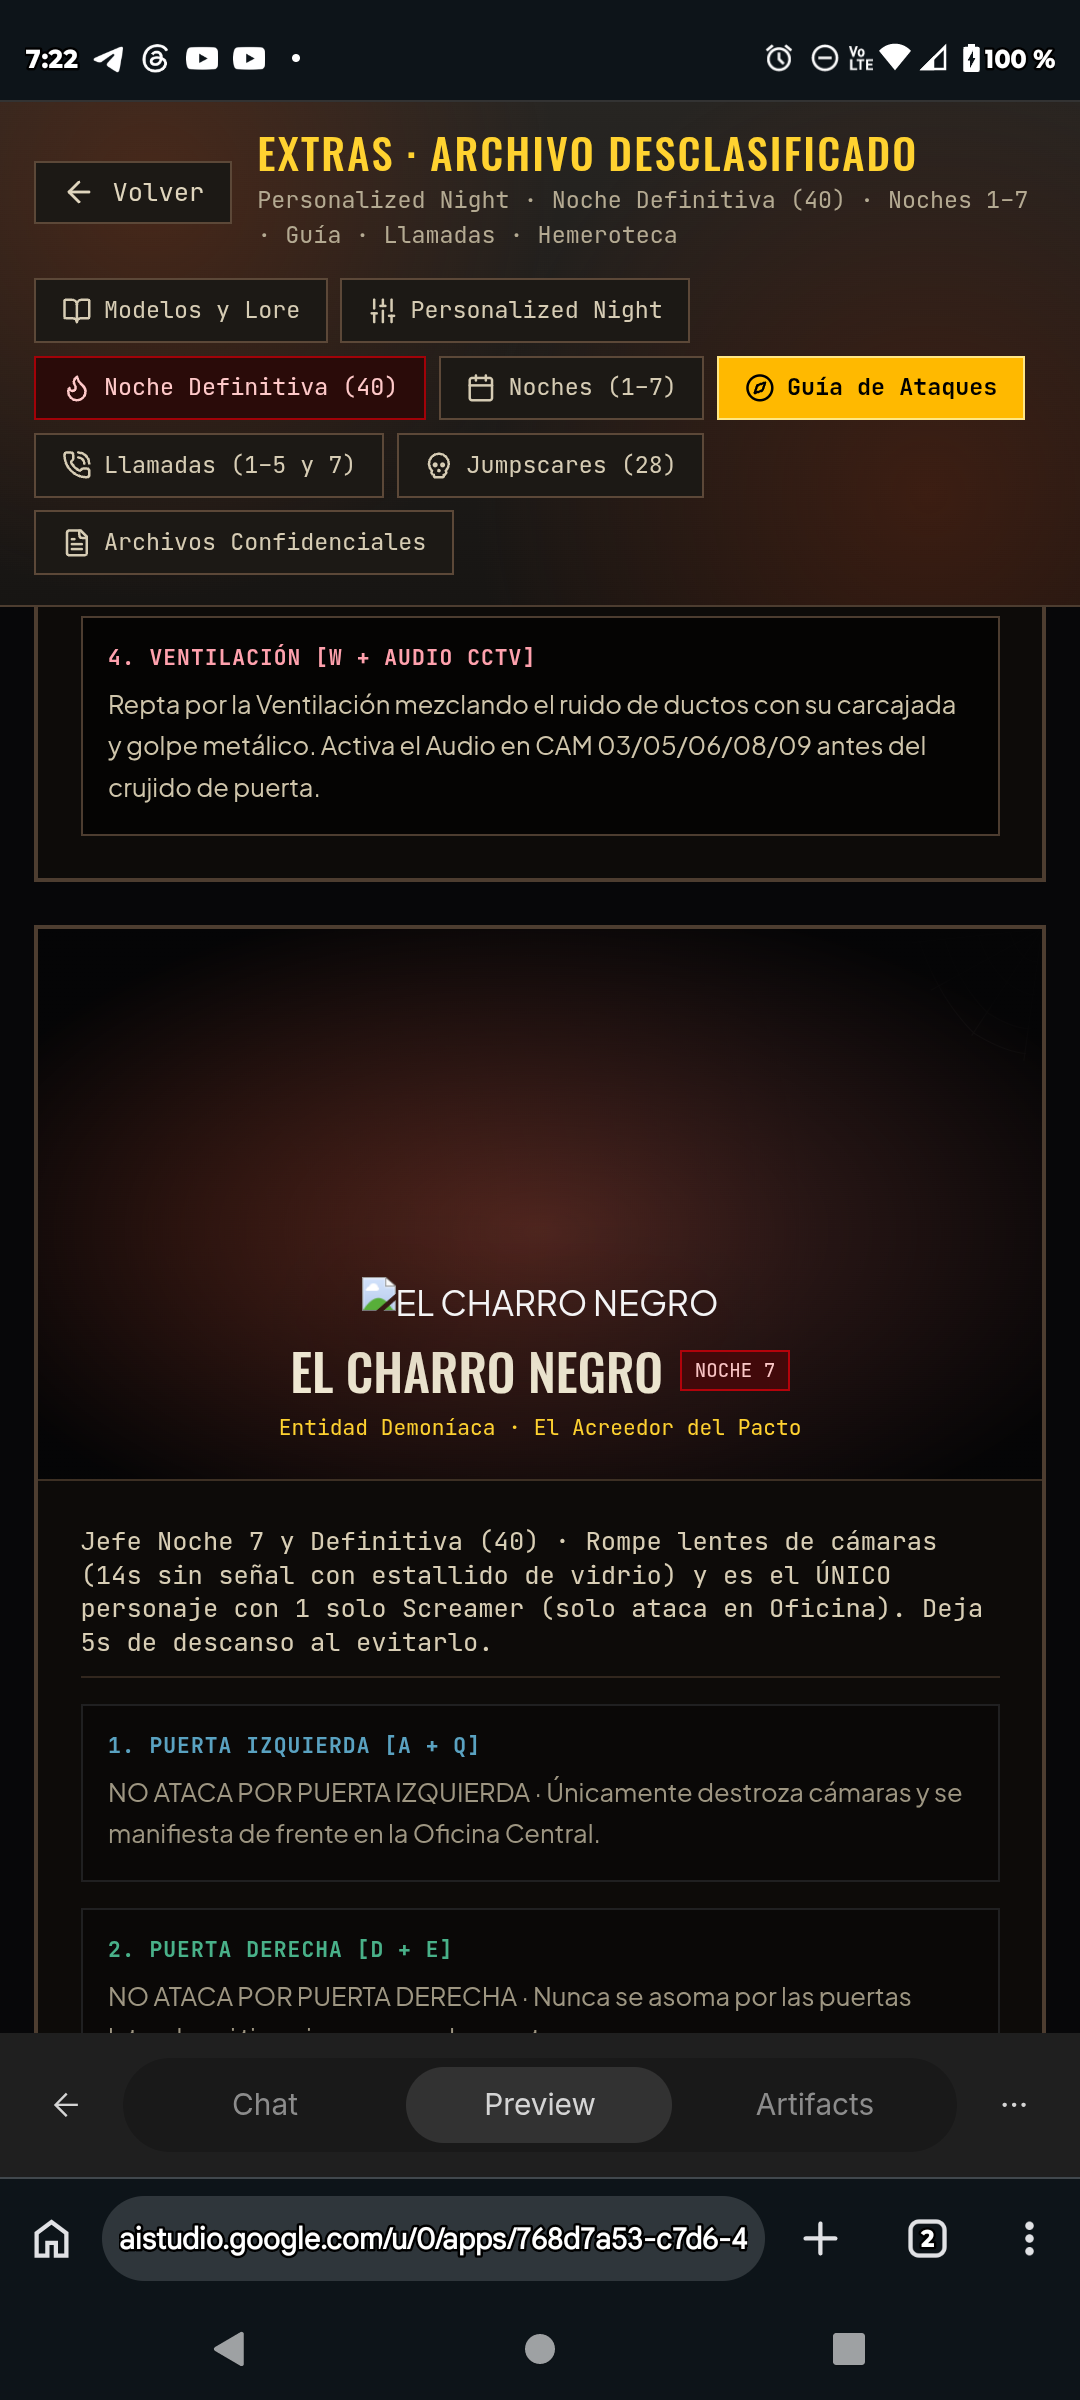 7:22
Vo LTE
100 %
Volver
EXTRAS · ARCHIVO DESCLASIFICADO
Personalized Night · Noche Definitiva (40) · Noches 1-7
· Guía · Llamadas · Hemeroteca
Modelos y Lore
Personalized Night
Noche Definitiva (40)
Noches (1-7)
Guía de Ataques
Llamadas (1-5 y 7)
Jumpscares (28)
Archivos Confidenciales
4. VENTILACIÓN [W + AUDIO CCTV]
Repta por la Ventilación mezclando el ruido de ductos con su carcajada
y golpe metálico. Activa el Audio en CAM 03/05/06/08/09 antes del
crujido de puerta.
EL CHARRO NEGRO
EL CHARRO NEGRO
NOCHE 7
Entidad Demoníaca · El Acreedor del Pacto
Jefe Noche 7 y Definitiva (40) · Rompe lentes de cámaras
(14s sin señal con estallido de vidrio) y es el ÚNICO
personaje con 1 solo Screamer (solo ataca en Oficina). Deja
5s de descanso al evitarlo.
1. PUERTA IZQUIERDA [A + Q]
NO ATACA POR PUERTA IZQUIERDA · Únicamente destroza cámaras y se
manifiesta de frente en la Oficina Central.
2. PUERTA DERECHA [D + E]
NO ATACA POR PUERTA DERECHA · Nunca se asoma por las puertas
Chat
Preview
Artifacts
aistudio.google.com/u/0/apps/768d7a53-c7d6-4
2